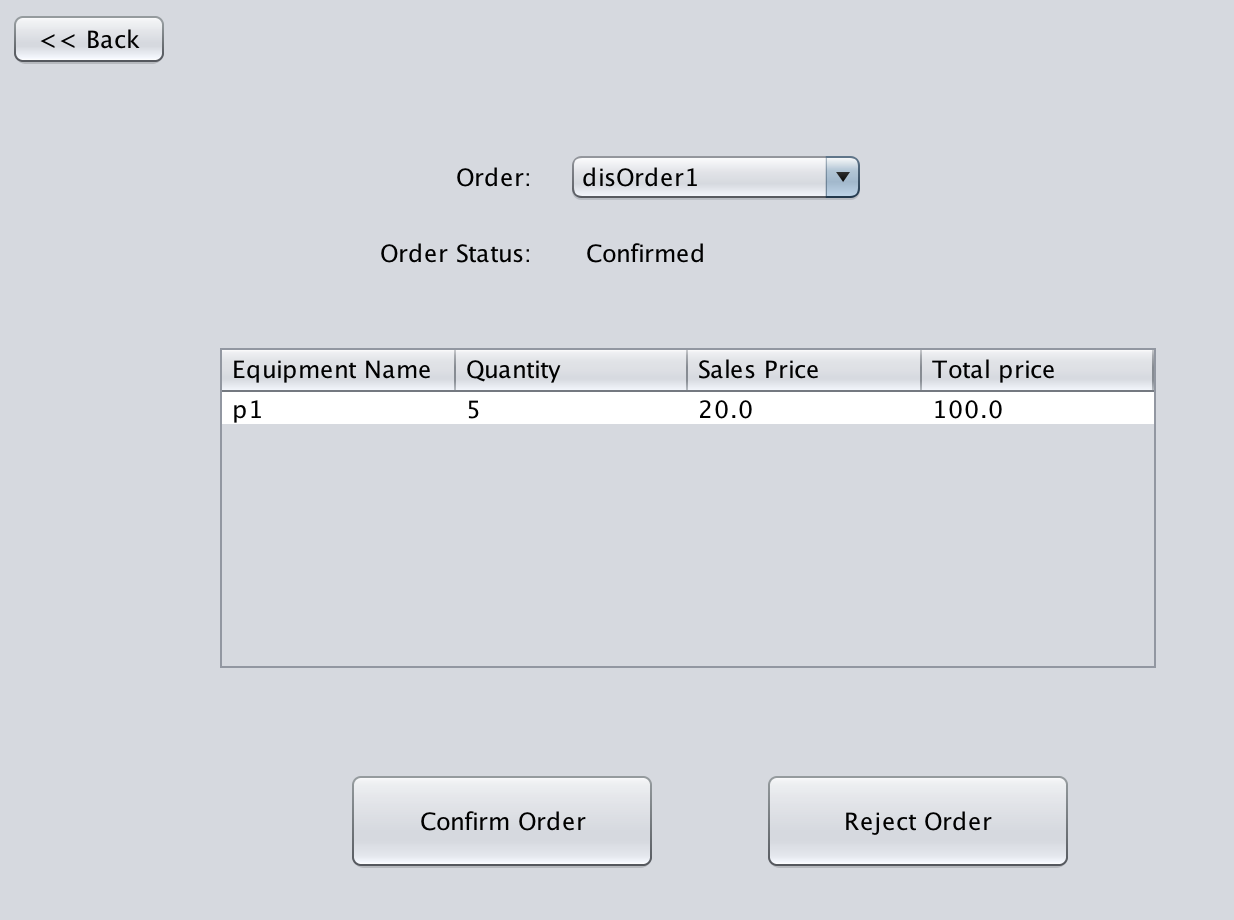 << Back
Order: disOrder1
Order Status: Confirmed
Equipment Name Quantity Sales Price Total price
p1 5 20.0 100.0
Confirm Order Reject Order